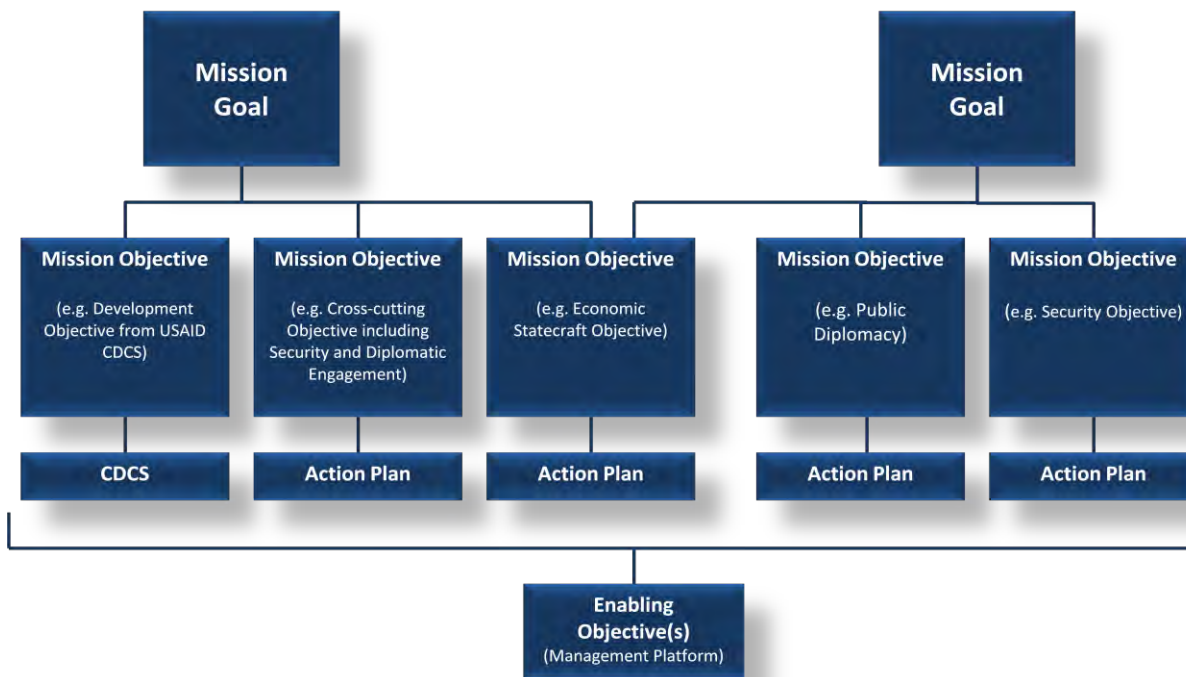 Mission
Goal
Mission
Goal
Mission Objective
(e.g. Development
Objective from USAID
CDCS)
Mission Objective
(e.g. Cross-cutting
Objective including
Security and Diplomatic
Engagement)
Mission Objective
(e.g. Economic
Statecraft Objective)
Mission Objective
(e.g. Public
Diplomacy)
Mission Objective
(e.g. Security Objective)
CDCS
Action Plan
Action Plan
Action Plan
Action Plan
Enabling
Objective(s)
(Management Platform)